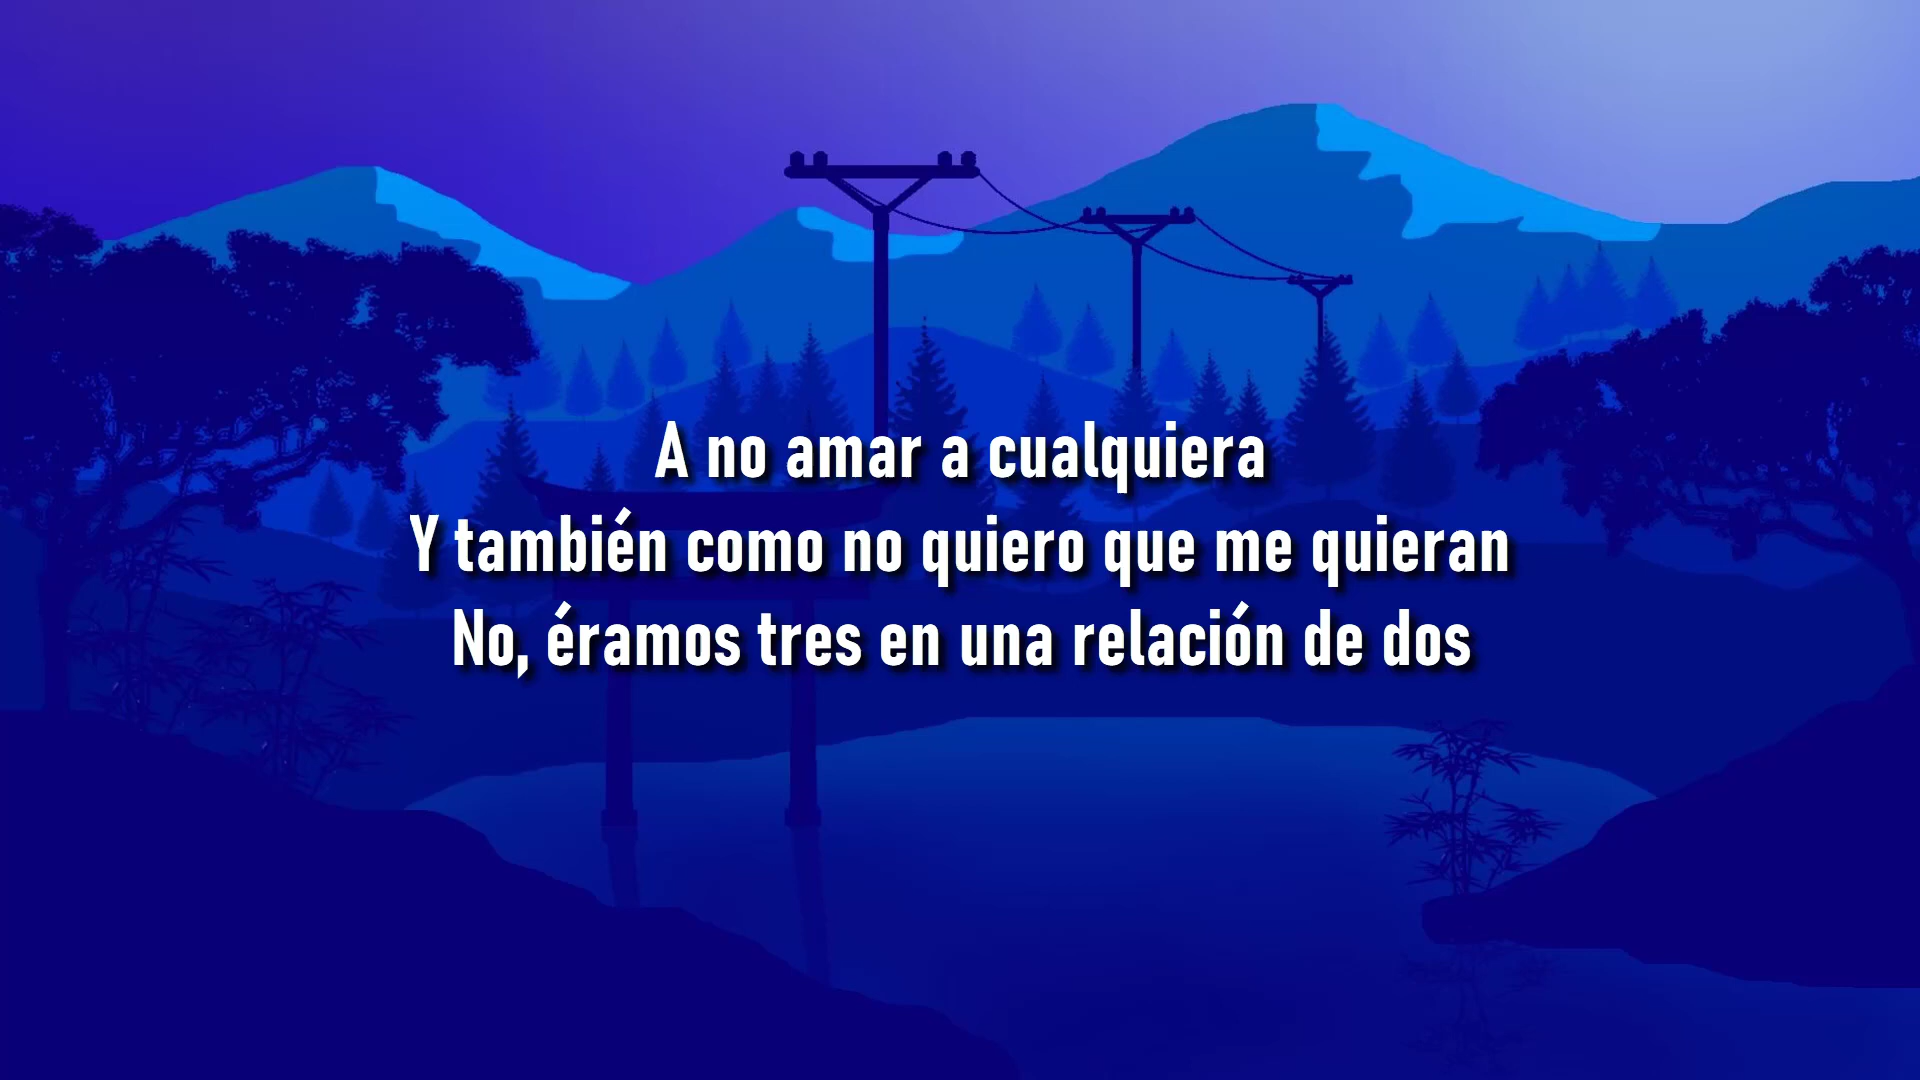 A no amar a cualquiera
Y también como no quiero que me quieran
No, éramos tres en una relación de dos